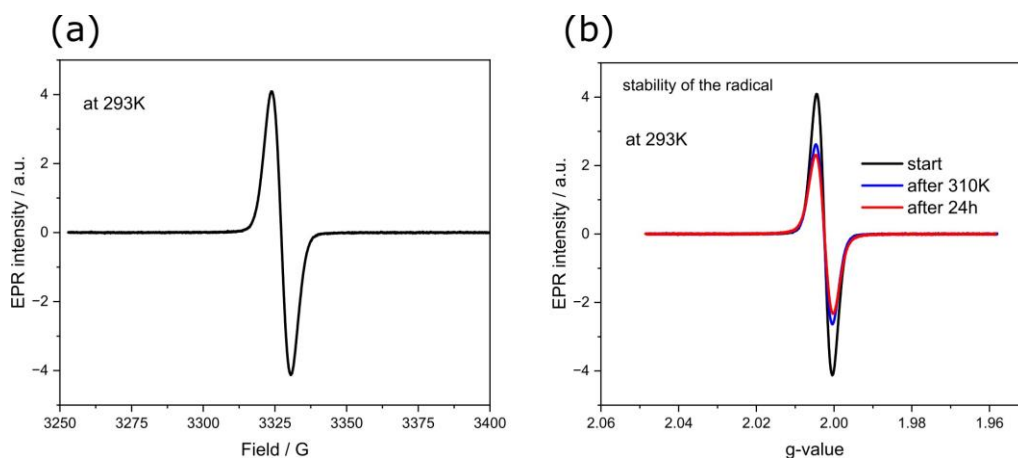 (a)
at 293K
EPR intensity / a.u.
4
2
0
−2
−4
3250 3275 3300 3325 3350 3375 3400
Field / G
(b)
stability of the radical
at 293K
start
after 310K
after 24h
EPR intensity / a.u.
4
2
0
−2
−4
2.06 2.04 2.02 2.00 1.98 1.96
g-value